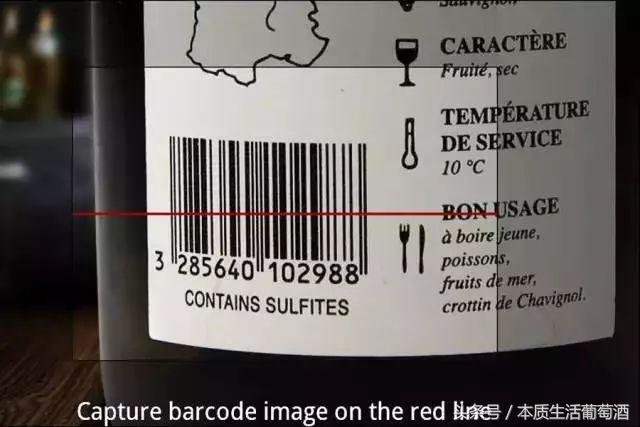 Sauvignon,
CARACTÈRE
Fruité, sec
TEMPÉRATURE
DE SERVICE
10 °C
BON USAGE
à boire jeune,
poissons,
fruits de mer,
crottin de Chavignol.
3 285640 102988
CONTAINS SULFITES
Capture barcode image on the red line
头条号 / 本质生活葡萄酒